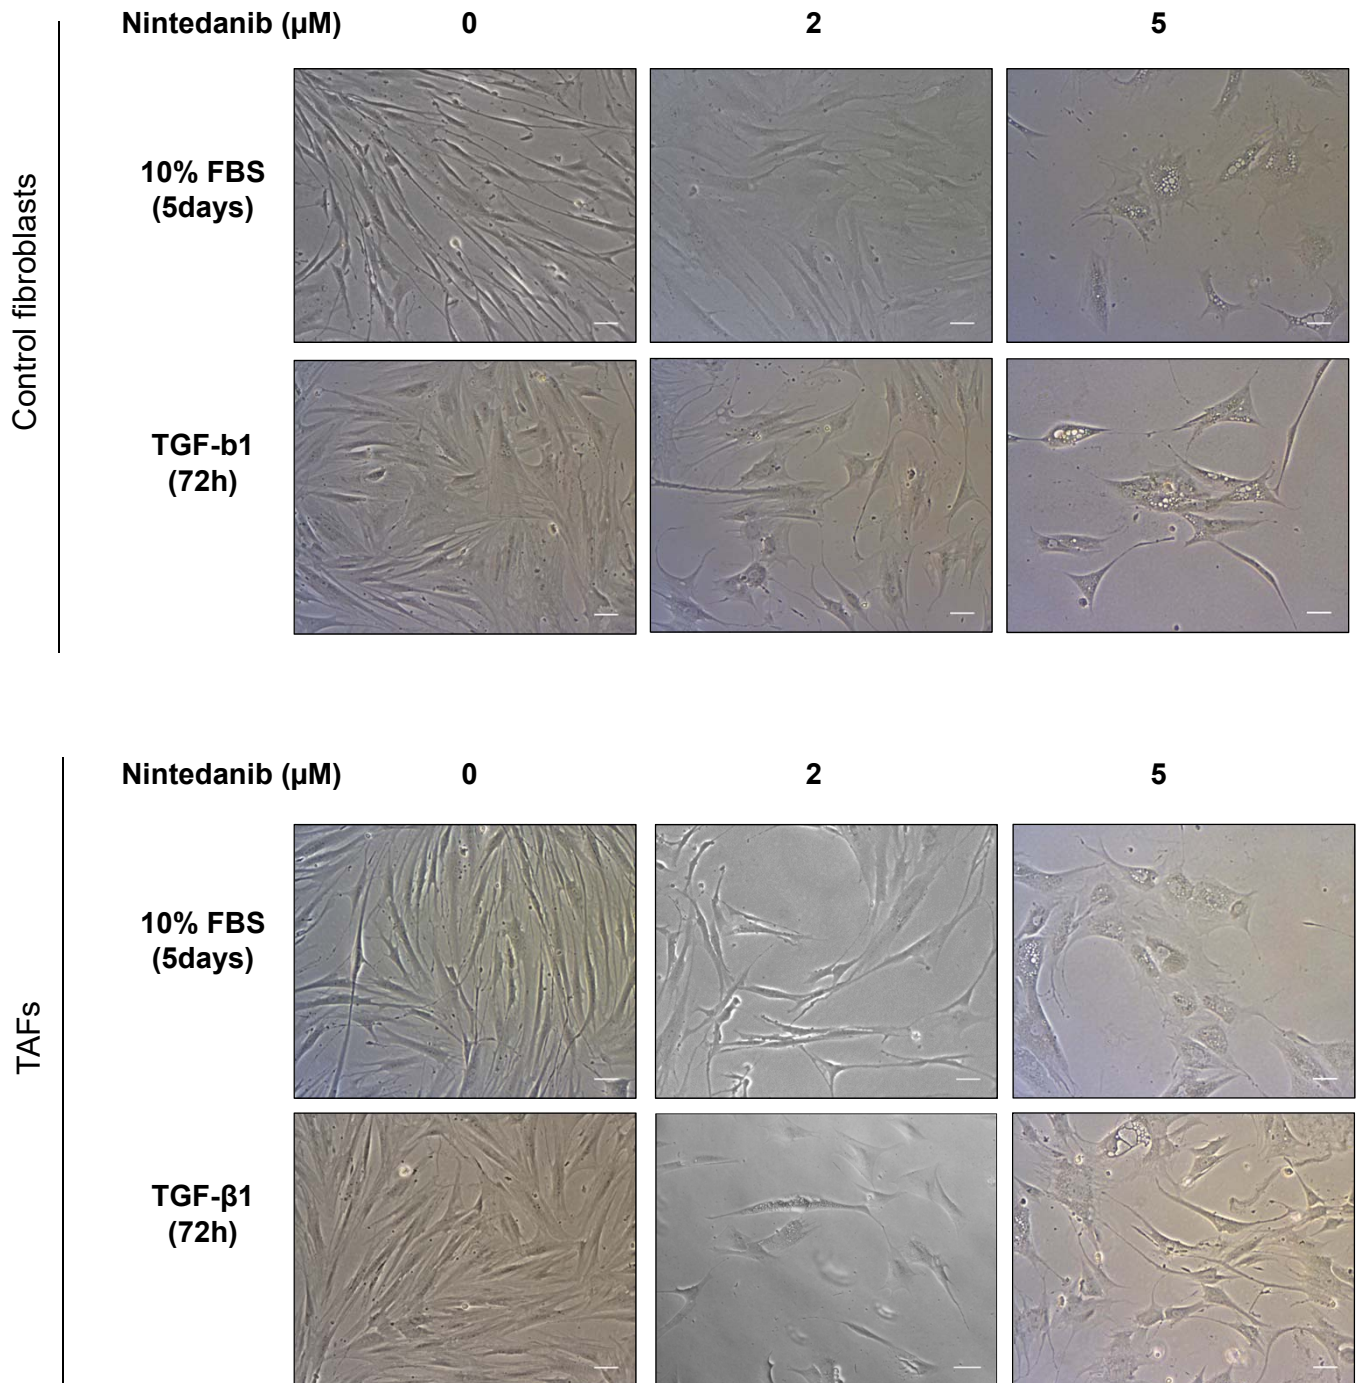 Nintedanib (µM) 0 2 5
Control fibroblasts
10% FBS
(5days)
TGF-b1
(72h)
Nintedanib (µM) 0 2 5
TAFs
10% FBS
(5days)
TGF-β1
(72h)